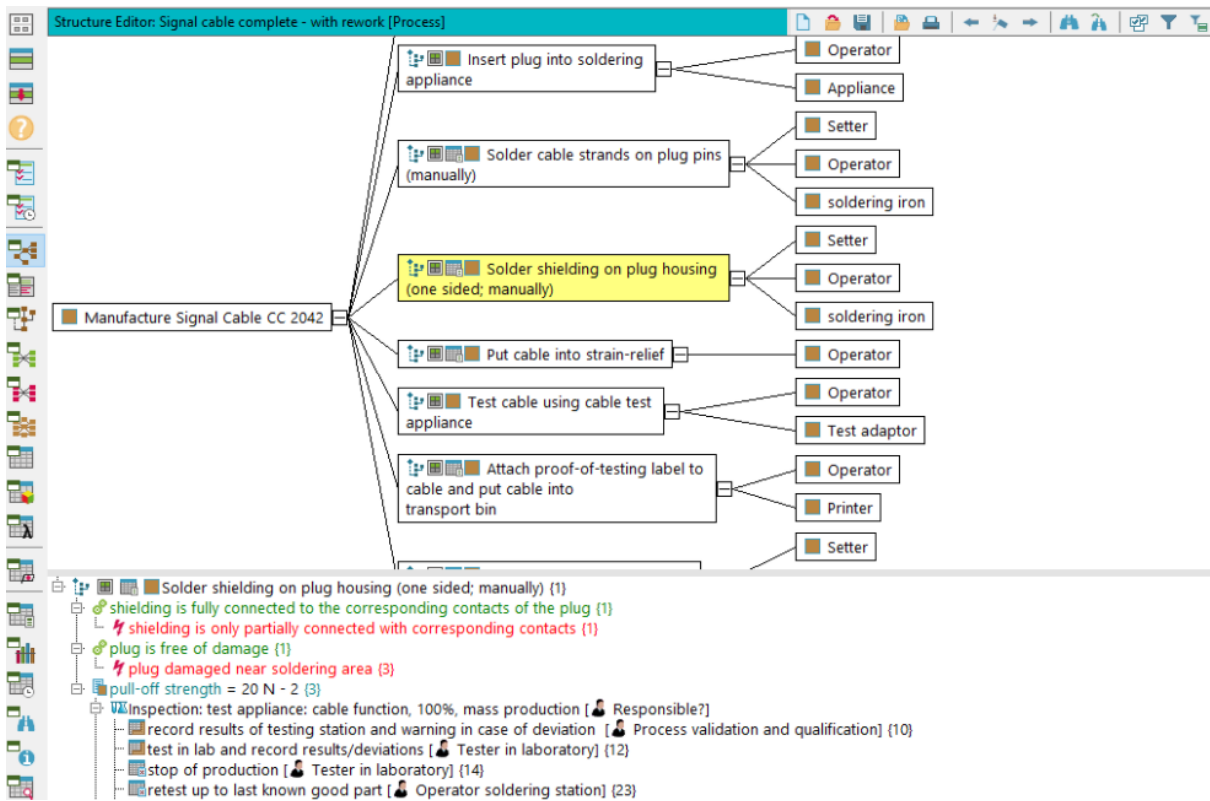 Structure Editor: Signal cable complete - with rework [Process]
Insert plug into soldering
appliance
Operator
Appliance
Solder cable strands on plug pins
(manually)
Setter
Operator
soldering iron
Solder shielding on plug housing
(one sided; manually)
Setter
Operator
soldering iron
Manufacture Signal Cable CC 2042
Put cable into strain-relief
Operator
Test cable using cable test
appliance
Operator
Test adaptor
Attach proof-of-testing label to
cable and put cable into
transport bin
Operator
Printer
Setter
Solder shielding on plug housing (one sided; manually) {1}
shielding is fully connected to the corresponding contacts of the plug {1}
shielding is only partially connected with corresponding contacts {1}
plug is free of damage {1}
plug damaged near soldering area {3}
pull-off strength = 20 N - 2 {3}
Inspection: test appliance: cable function, 100%, mass production [ Responsible?]
record results of testing station and warning in case of deviation [ Process validation and qualification] {10}
test in lab and record results/deviations [ Tester in laboratory] {12}
stop of production [ Tester in laboratory] {14}
retest up to last known good part [ Operator soldering station] {23}